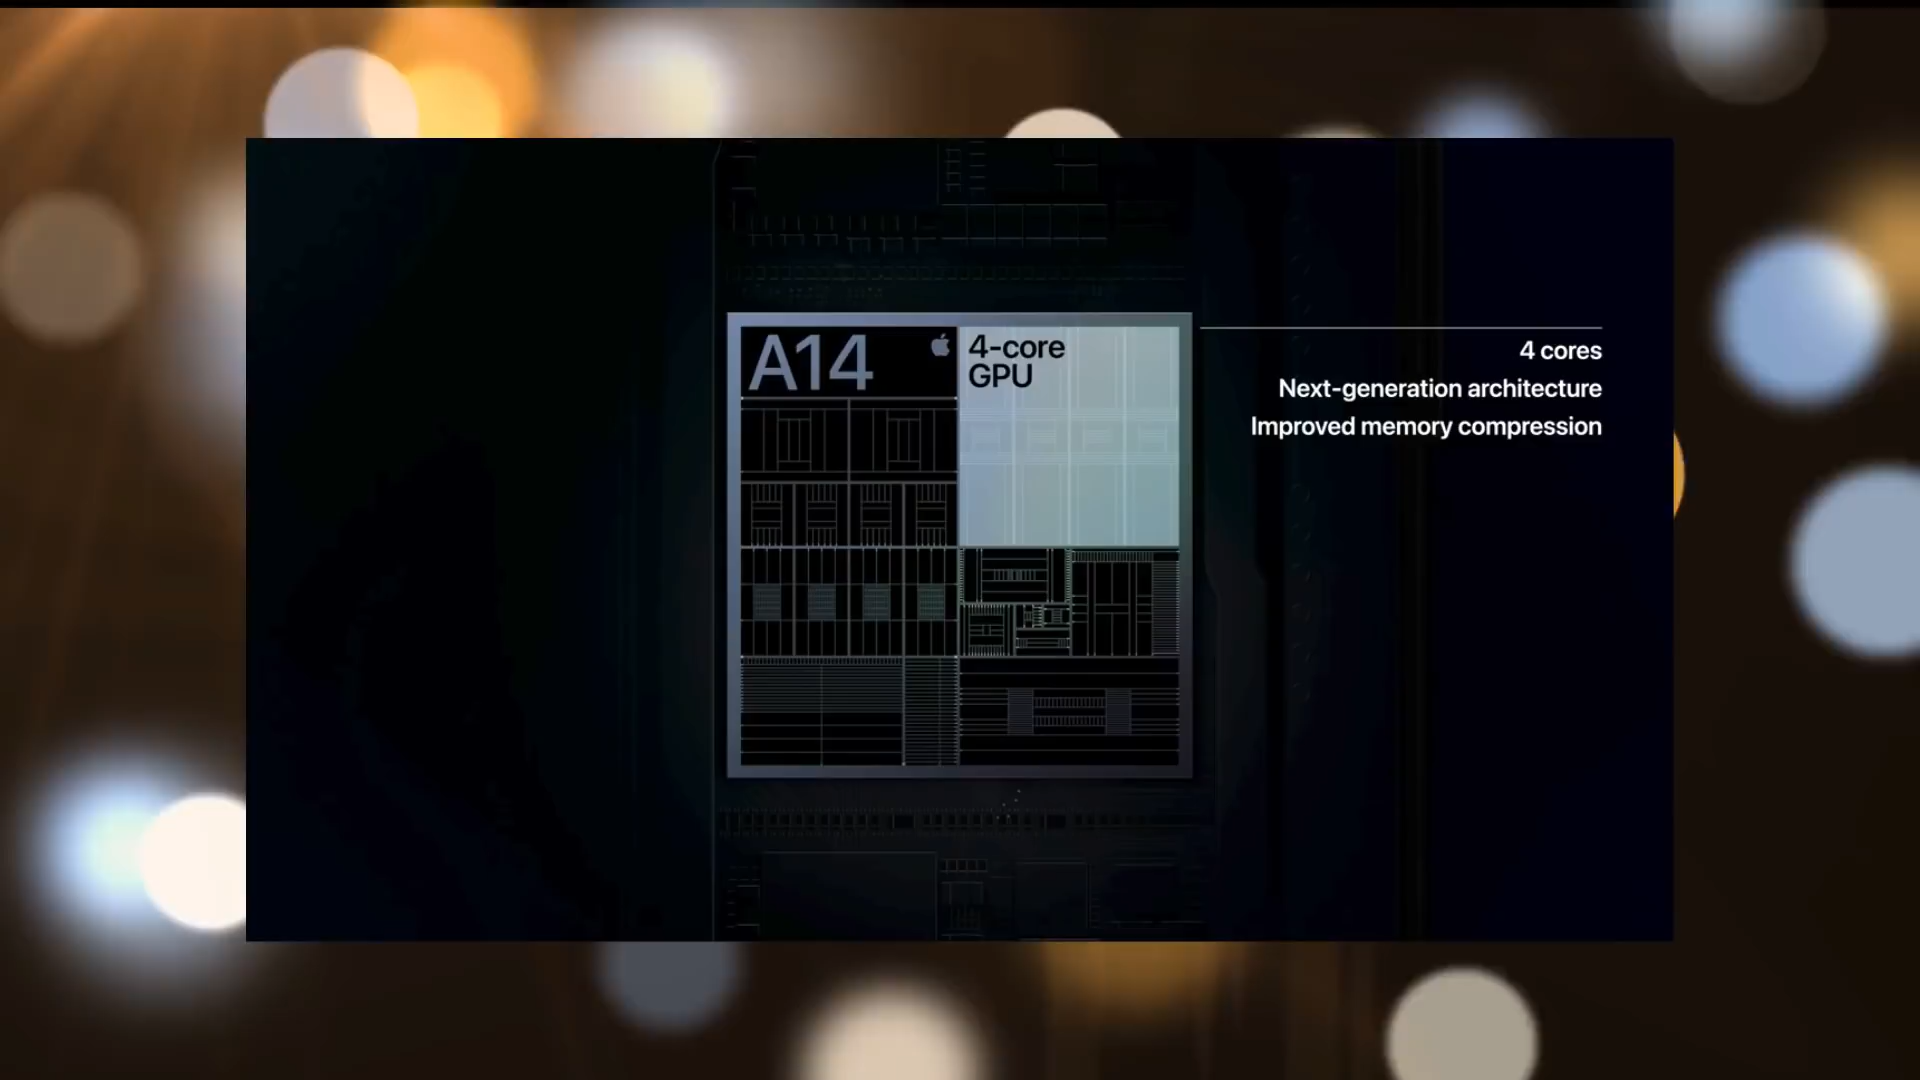 A14
4-core
GPU
4 cores
Next-generation architecture
Improved memory compression